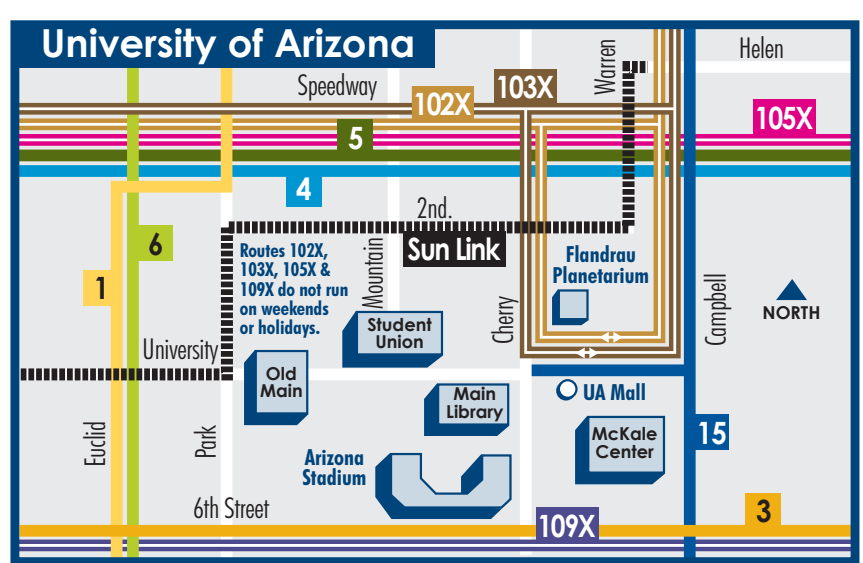 University of Arizona
Helen
Warren
Speedway
103X
102X
105X
5
4
2nd.
6
Sun Link
Routes 102X,
103X, 105X &
109X do not run
on weekends
or holidays.
Mountain
Flandrau
Planetarium
1
Cherry
Campbell
NORTH
Student
Union
University
Old
Main
Main
Library
UA Mall
McKale
Center
15
Euclid
Park
Arizona
Stadium
6th Street
109X
3